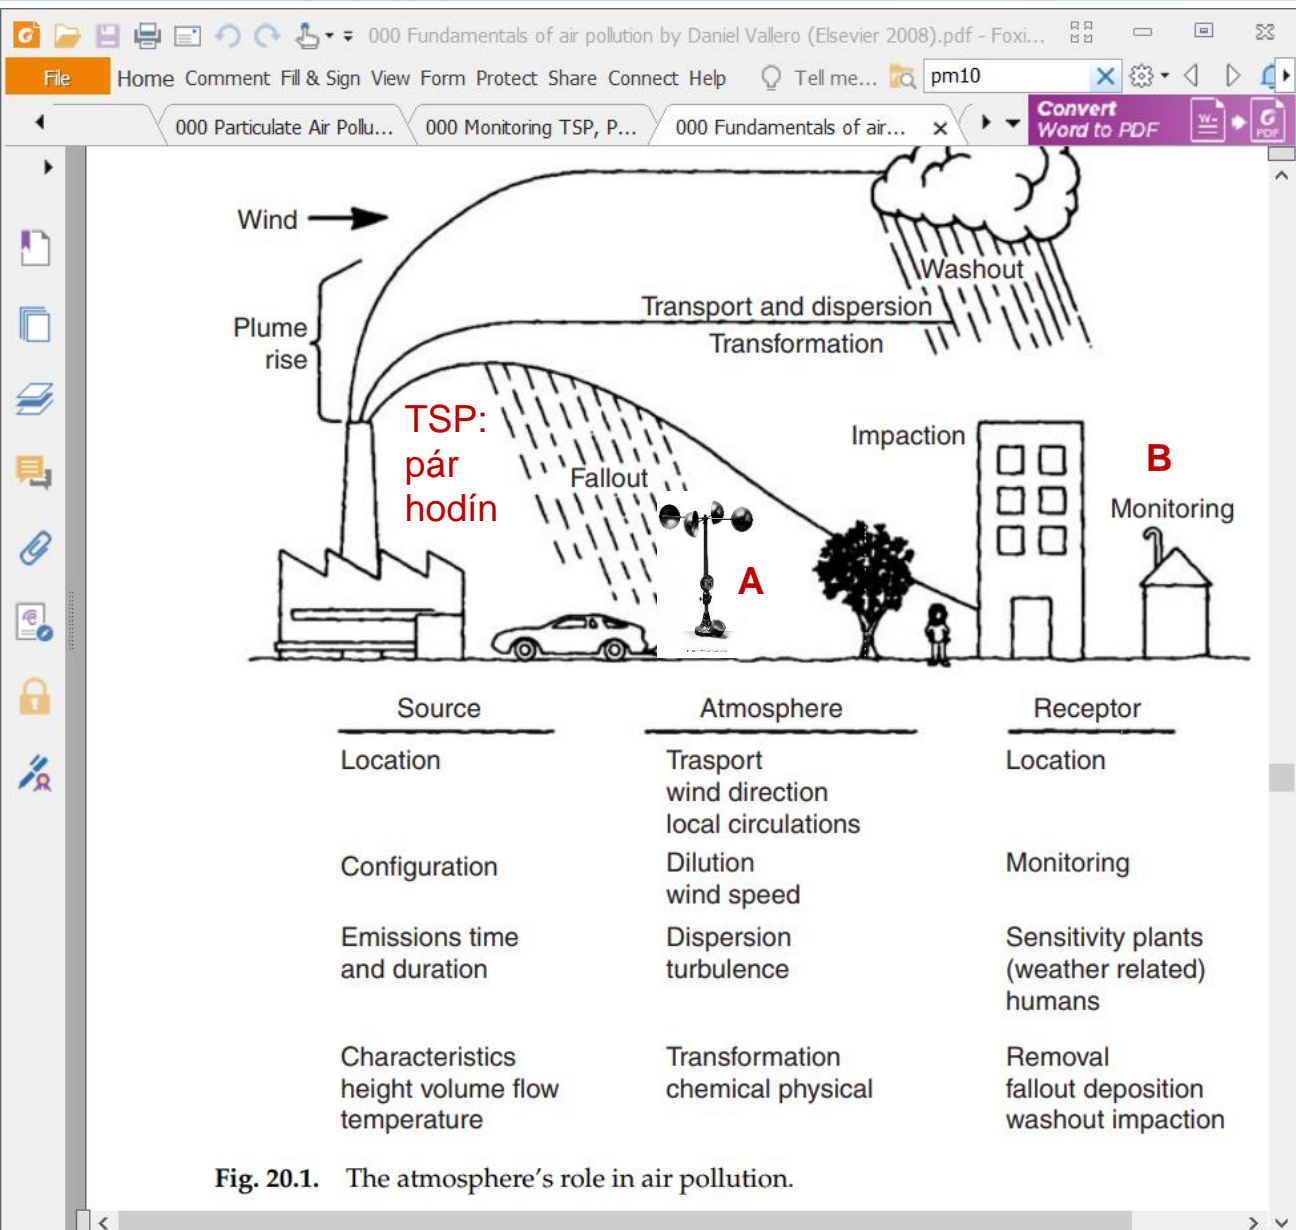 000 Fundamentals of air pollution by Daniel Vallero (Elsevier 2008).pdf - Foxi...
File Home Comment Fill & Sign View Form Protect Share Connect Help Tell me... pm10
000 Particulate Air Pollu... 000 Monitoring TSP, P... 000 Fundamentals of air...
Convert
Word to PDF
Wind
Washout
Transport and dispersion
Transformation
Plume
rise
TSP:
pár
hodín
Fallout
Impaction
B
Monitoring
A
Source Atmosphere Receptor
Location Trasport Location
wind direction
local circulations
Configuration Dilution Monitoring
wind speed
Emissions time Dispersion Sensitivity plants
and duration turbulence (weather related)
humans
Characteristics Transformation Removal
height volume flow chemical physical fallout deposition
temperature washout impaction
Fig. 20.1. The atmosphere's role in air pollution.